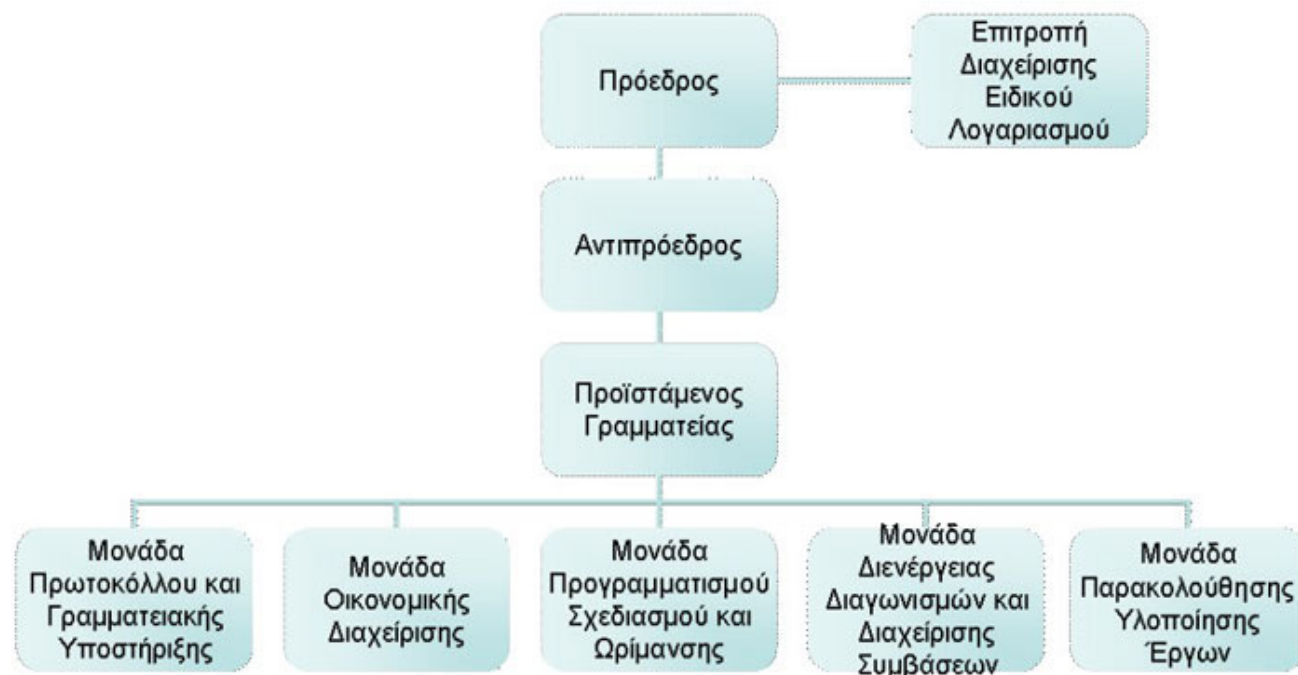 Πρόεδρος
Επιτροπή
Διαχείρισης
Ειδικού
Λογαριασμού
Αντιπρόεδρος
Προϊστάμενος
Γραμματείας
Μονάδα
Πρωτοκόλλου και
Γραμματειακής
Υποστήριξης
Μονάδα
Οικονομικής
Διαχείρισης
Μονάδα
Προγραμματισμού
Σχεδιασμού και
Ωρίμανσης
Μονάδα
Διενέργειας
Διαγωνισμών και
Διαχείρισης
Συμβάσεων
Μονάδα
Παρακολούθησης
Υλοποίησης
Έργων